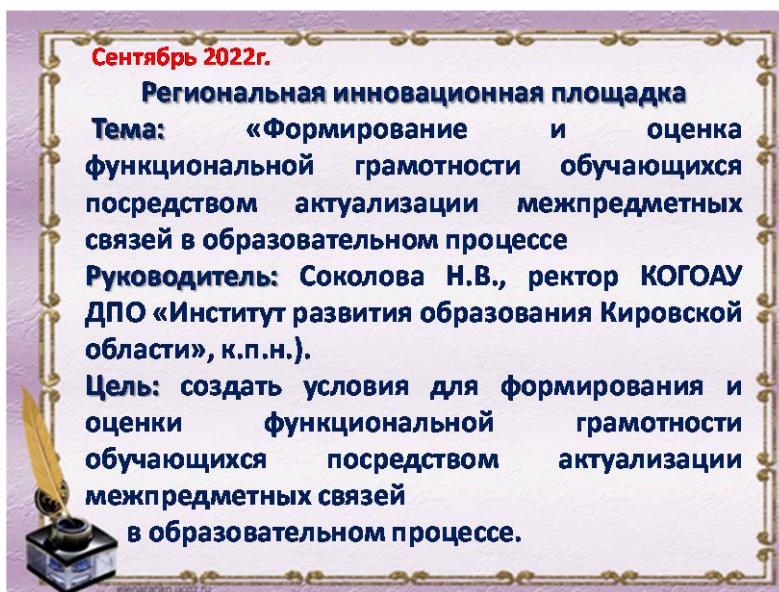 Сентябрь 2022г.
Региональная инновационная площадка
Тема: «Формирование и оценка
функциональной грамотности обучающихся
посредством актуализации межпредметных
связей в образовательном процессе
Руководитель: Соколова Н.В., ректор КОГОАУ
ДПО «Институт развития образования Кировской
области», к.п.н.).
Цель: создать условия для формирования и
оценки функциональной грамотности
обучающихся посредством актуализации
межпредметных связей
в образовательном процессе.